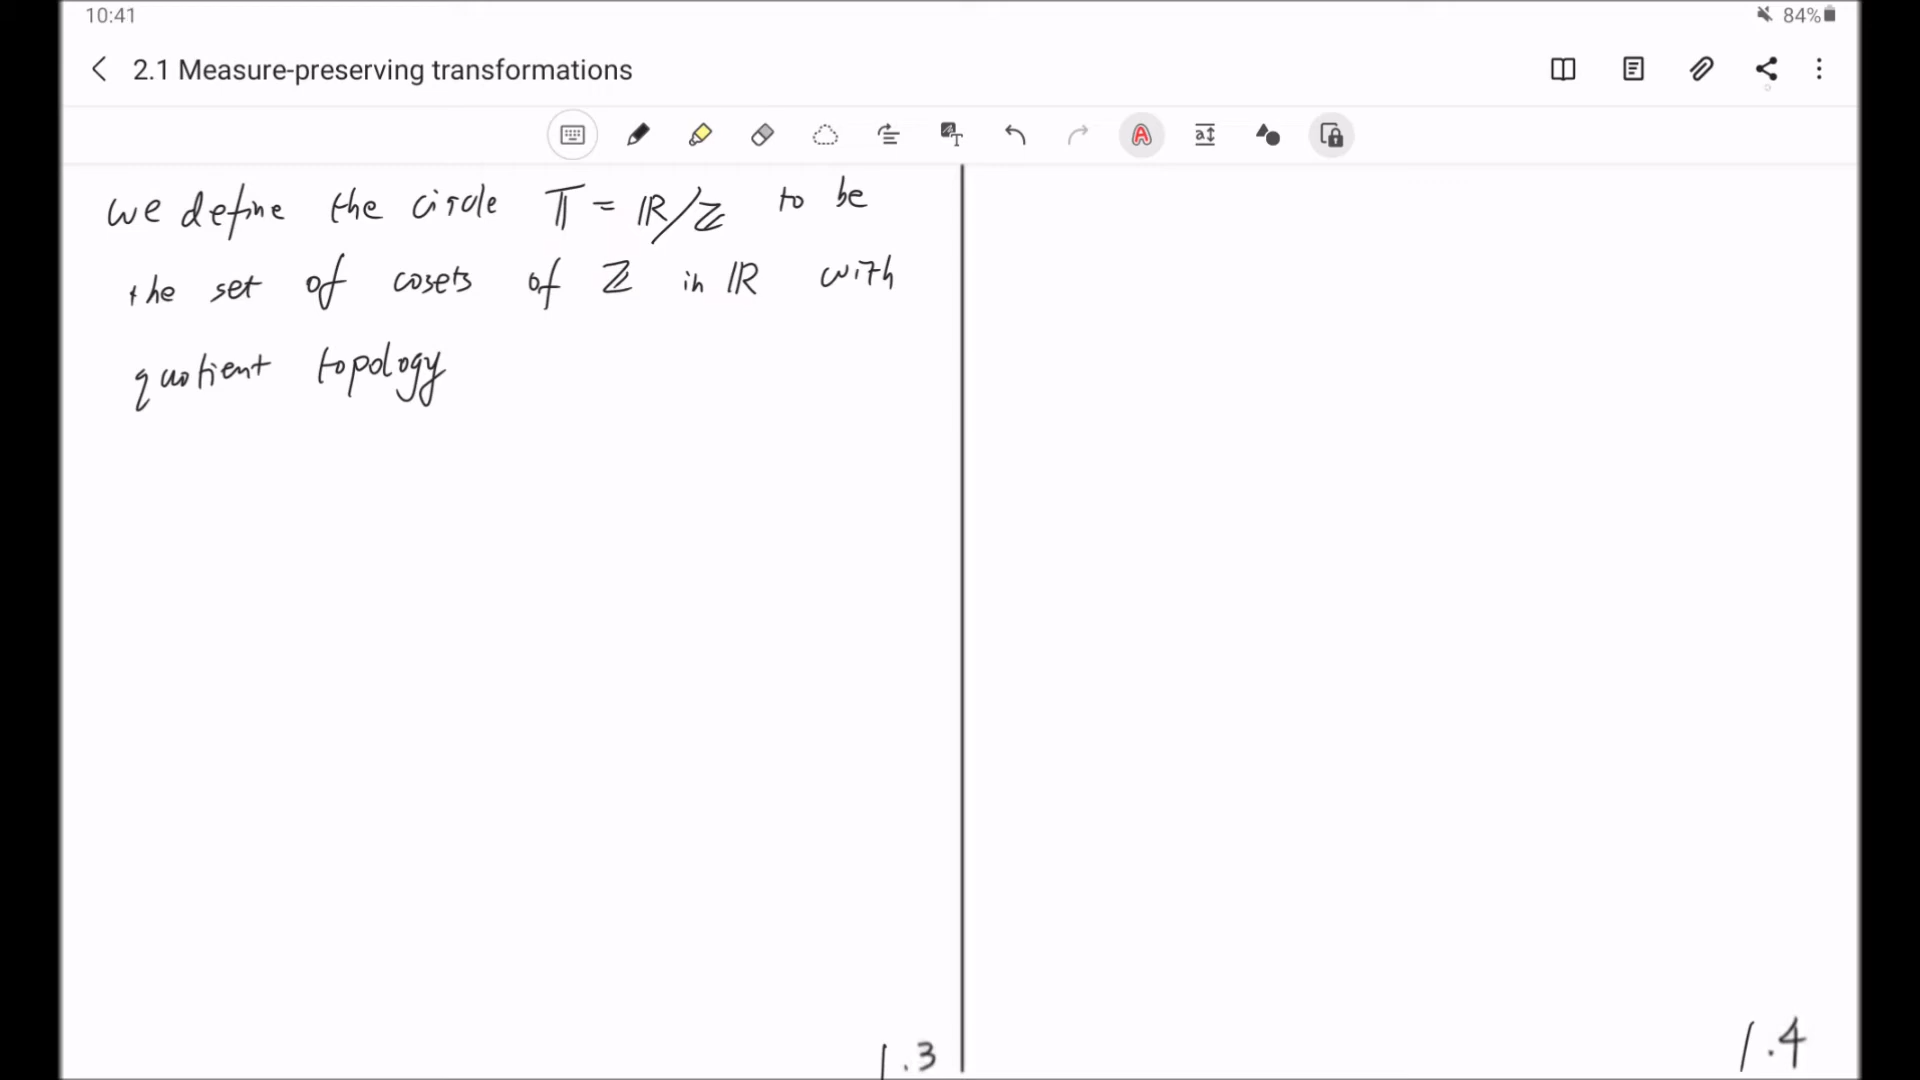 10:41
84%
2.1 Measure-preserving transformations
we define the circle 𝕋 = ℝ/ℤ to be
the set of cosets of ℤ in ℝ with
quotient topology
1.3
1.4